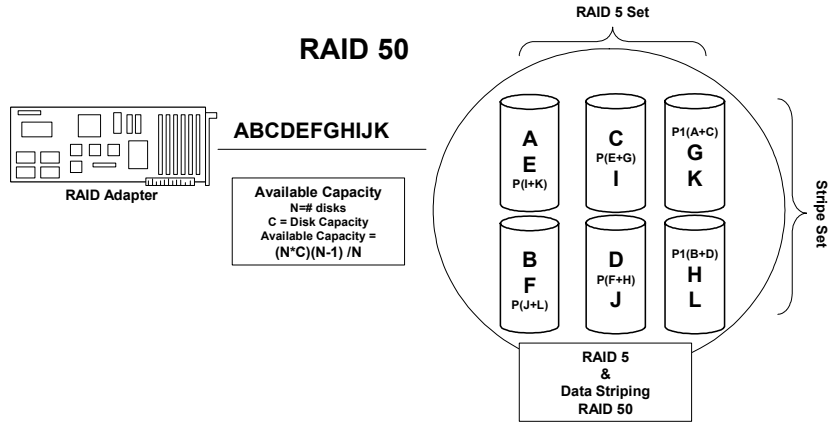 RAID 5 Set
RAID 50
ABCDEFGHIJK
RAID Adapter
Available Capacity
N=# disks
C = Disk Capacity
Available Capacity =
(N*C)(N-1) /N
A
E
P(I+K)
C
P(E+G)
I
P1(A+C)
G
K
B
F
P(J+L)
D
P(F+H)
J
P1(B+D)
H
L
Stripe Set
RAID 5
&
Data Striping
RAID 50